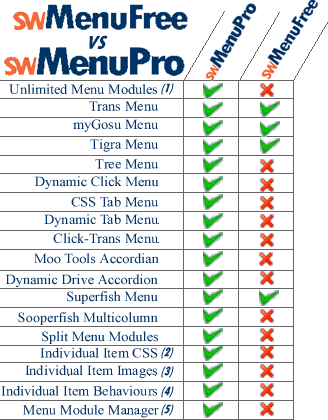 swMenuFree
vs
swMenuPro
swMenuPro
swMenuFree
Unlimited Menu Modules (1)
Trans Menu
myGosu Menu
Tigra Menu
Tree Menu
Dynamic Click Menu
CSS Tab Menu
Dynamic Tab Menu
Click-Trans Menu
Moo Tools Accordian
Dynamic Drive Accordion
Superfish Menu
Sooperfish Multicolumn
Split Menu Modules
Individual Item CSS (2)
Individual Item Images (3)
Individual Item Behaviours (4)
Menu Module Manager (5)